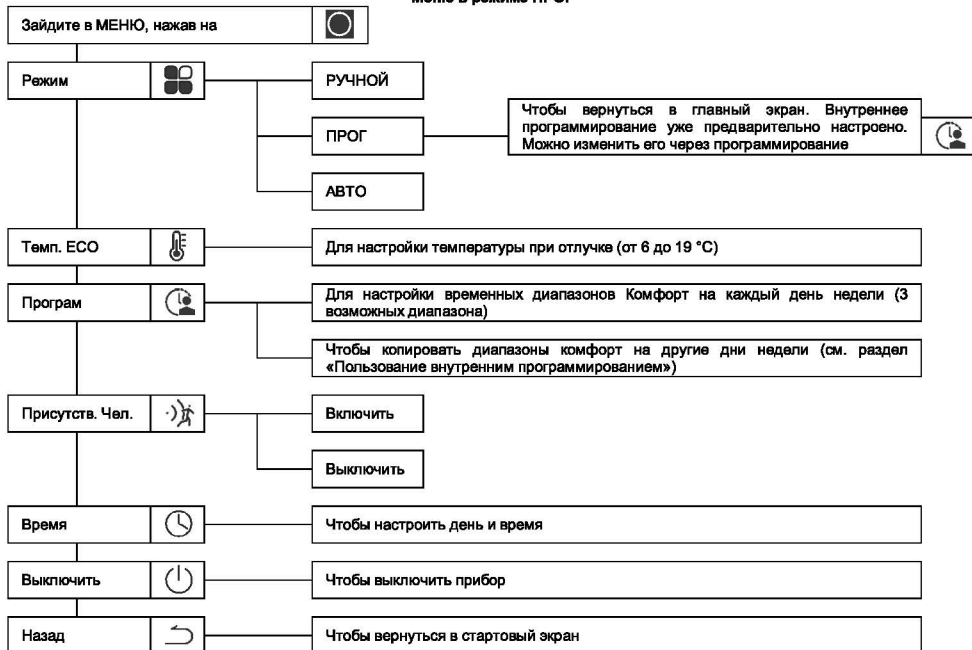 Меню в режиме ПРОГ
Зайдите в МЕНЮ, нажав на
Режим
РУЧНОЙ
ПРОГ
Чтобы вернуться в главный экран. Внутреннее
программирование уже предварительно настроено.
Можно изменить его через программирование
АВТО
Темп. ECO
Для настройки температуры при отлучке (от 6 до 19 °C)
Програм
Для настройки временных диапазонов Комфорт на каждый день недели (3
возможных диапазона)
Чтобы копировать диапазоны комфорт на другие дни недели (см. раздел
«Пользование внутренним программированием»)
Присутств. Чел.
Включить
Выключить
Время
Чтобы настроить день и время
Выключить
Чтобы выключить прибор
Назад
Чтобы вернуться в стартовый экран